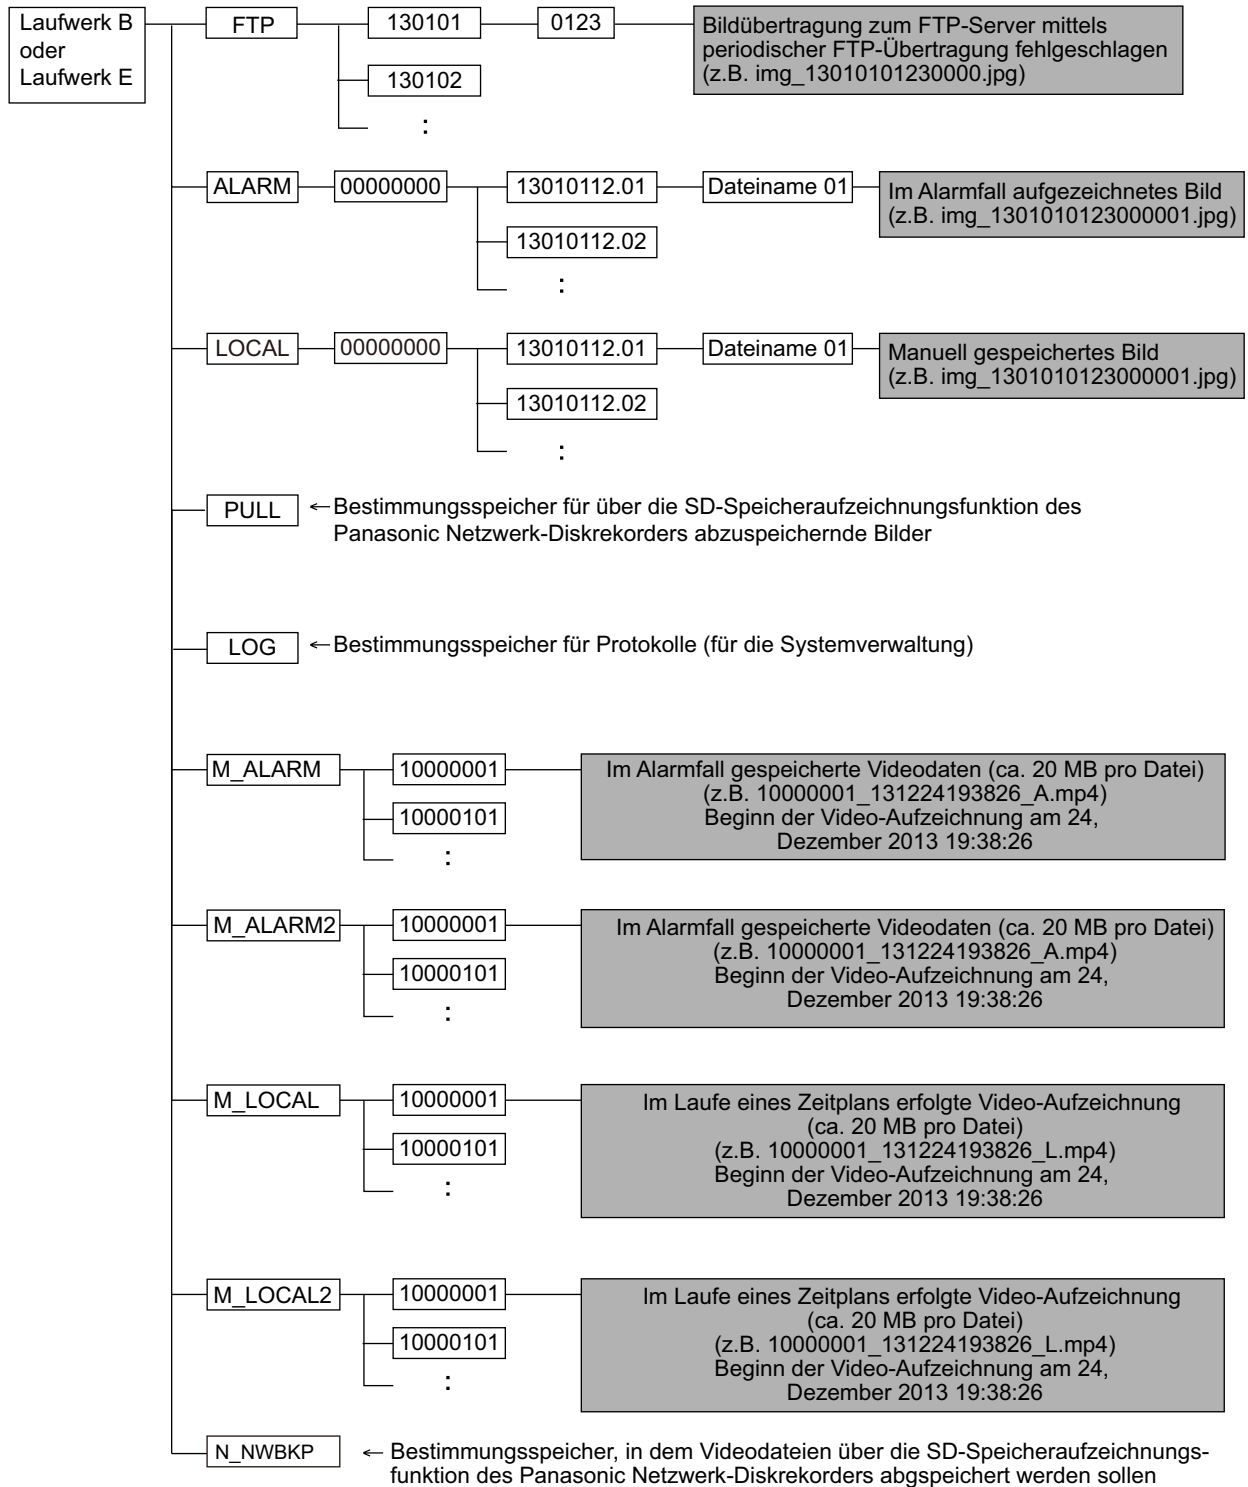 Laufwerk B
oder
Laufwerk E
FTP
130101
0123
Bildübertragung zum FTP-Server mittels
periodischer FTP-Übertragung fehlgeschlagen
(z.B. img_13010101230000.jpg)
130102
:
ALARM
00000000
13010112.01
Dateiname 01
Im Alarmfall aufgezeichnetes Bild
(z.B. img_1301010123000001.jpg)
13010112.02
:
LOCAL
00000000
13010112.01
Dateiname 01
Manuell gespeichertes Bild
(z.B. img_1301010123000001.jpg)
13010112.02
:
PULL
←Bestimmungsspeicher für über die SD-Speicheraufzeichnungsfunktion des
Panasonic Netzwerk-Diskrekorders abzuspeichernde Bilder
LOG
←Bestimmungsspeicher für Protokolle (für die Systemverwaltung)
M_ALARM
10000001
Im Alarmfall gespeicherte Videodaten (ca. 20 MB pro Datei)
(z.B. 10000001_131224193826_A.mp4)
Beginn der Video-Aufzeichnung am 24,
Dezember 2013 19:38:26
10000101
:
M_ALARM2
10000001
Im Alarmfall gespeicherte Videodaten (ca. 20 MB pro Datei)
(z.B. 10000001_131224193826_A.mp4)
Beginn der Video-Aufzeichnung am 24,
Dezember 2013 19:38:26
10000101
:
M_LOCAL
10000001
Im Laufe eines Zeitplans erfolgte Video-Aufzeichnung
(ca. 20 MB pro Datei)
(z.B. 10000001_131224193826_L.mp4)
Beginn der Video-Aufzeichnung am 24,
Dezember 2013 19:38:26
10000101
:
M_LOCAL2
10000001
Im Laufe eines Zeitplans erfolgte Video-Aufzeichnung
(ca. 20 MB pro Datei)
(z.B. 10000001_131224193826_L.mp4)
Beginn der Video-Aufzeichnung am 24,
Dezember 2013 19:38:26
10000101
:
N_NWBKP
← Bestimmungsspeicher, in dem Videodateien über die SD-Speicheraufzeichnungs-
funktion des Panasonic Netzwerk-Diskrekorders abgspeichert werden sollen